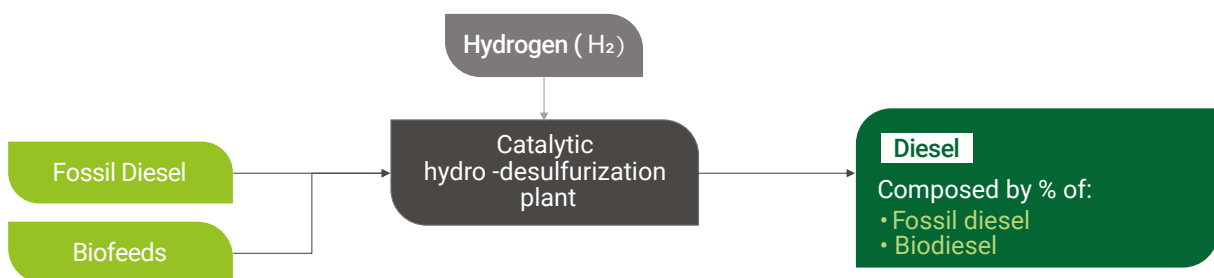 Hydrogen ( H₂)
Fossil Diesel
Biofeeds
Catalytic
hydro -desulfurization
plant
Diesel
Composed by % of:
• Fossil diesel
• Biodiesel